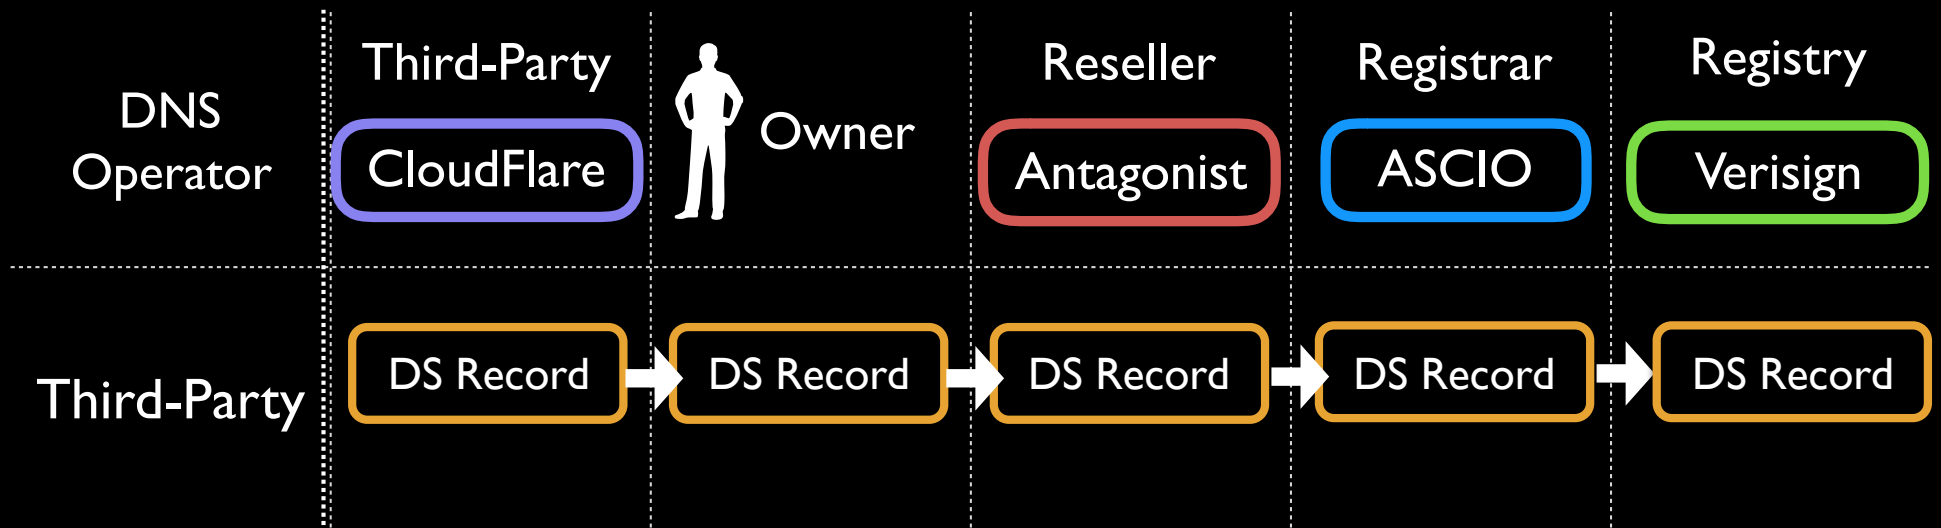 DNS
Operator
Third-Party
CloudFlare
Owner
Reseller
Antagonist
Registrar
ASCIO
Registry
Verisign
Third-Party
DS Record
DS Record
DS Record
DS Record
DS Record